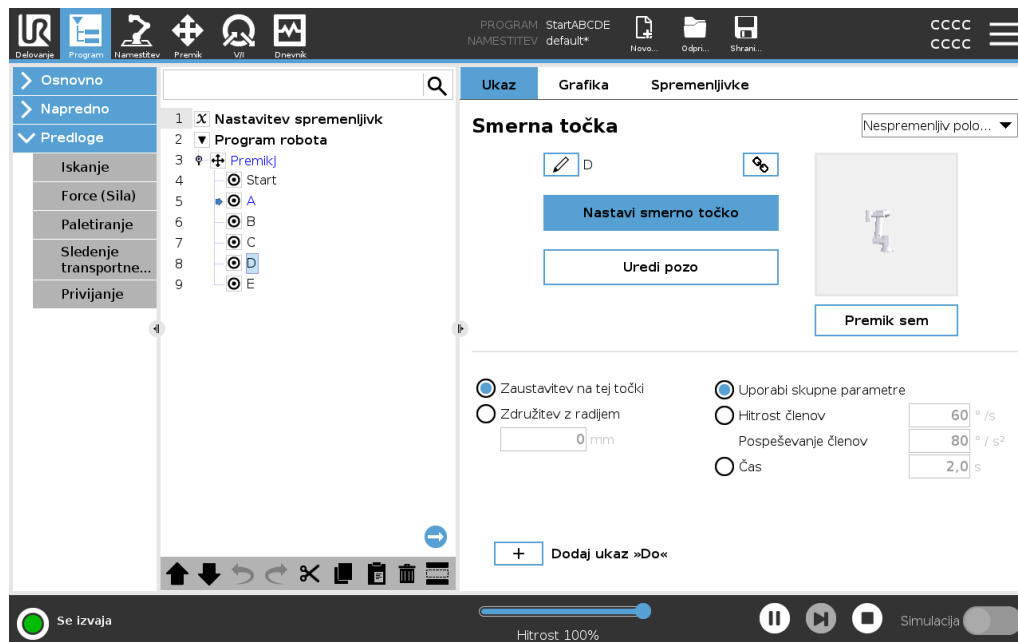 PROGRAM StartABCDE
NAMESTITEV default*
CCCC
CCCC
Delovanje Program Namestitev Premik V/I Dnevnik Novo... Odpri... Shrani...
Osnovno
Napredno
Predloge
Iskanje
Force (Sila)
Paletiranje
Sledenje
transportne...
Privijanje
1 X Nastavitev spremenljivk
2 Program robota
3 PremikJ
4 Start
5 A
6 B
7 C
8 D
9 E
Ukaz Grafika Spremenljivke
Smerna točka
Nespremenljiv polo...
D
Nastavi smerno točko
Uredi pozo
Premik sem
Zaustavitev na tej točki
Združitev z radijem
0 mm
Uporabi skupne parametre
Hitrost členov 60 ° /s
Pospeševanje členov 80 ° / s²
Čas 2,0 s
+ Dodaj ukaz »Do«
Se izvaja
Hitrost 100%
Simulacija